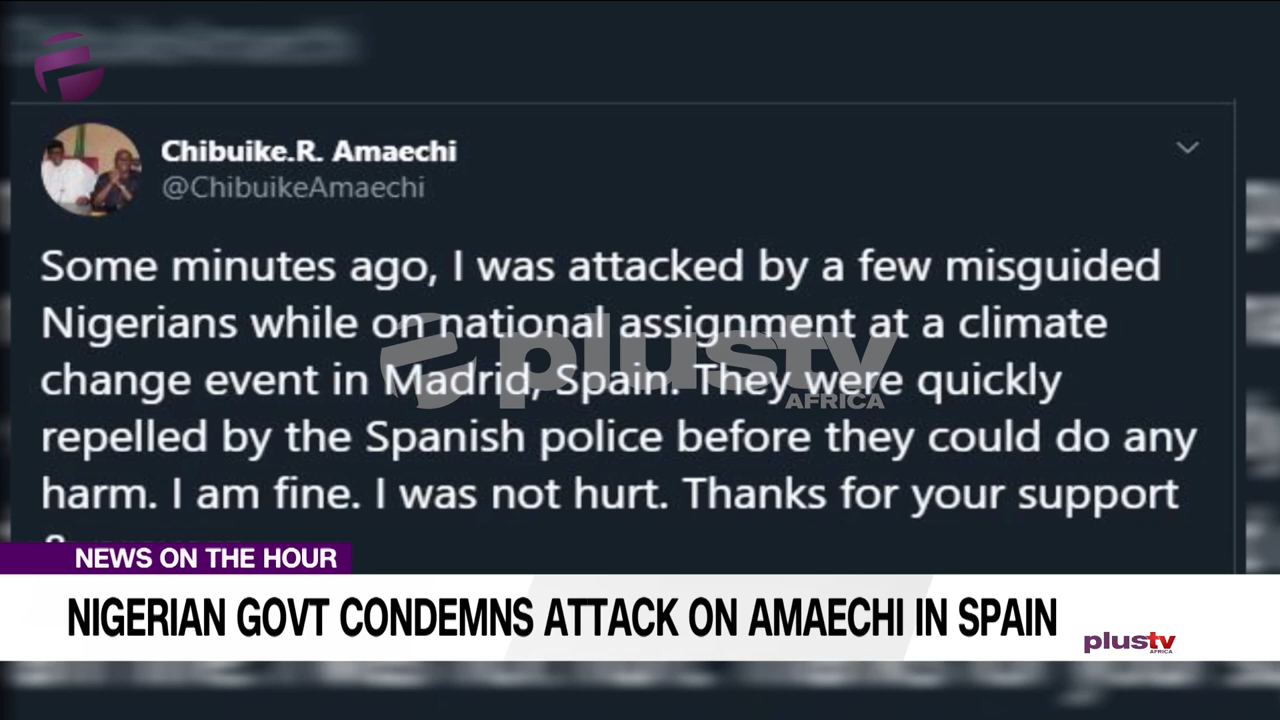 Chibuike.R. Amaechi
@ChibuikeAmaechi
Some minutes ago, I was attacked by a few misguided
Nigerians while on national assignment at a climate
change event in Madrid, Spain. They were quickly
repelled by the Spanish police before they could do any
harm. I am fine. I was not hurt. Thanks for your support
plustv
AFRICA
NEWS ON THE HOUR
NIGERIAN GOVT CONDEMNS ATTACK ON AMAECHI IN SPAIN
plustv
AFRICA